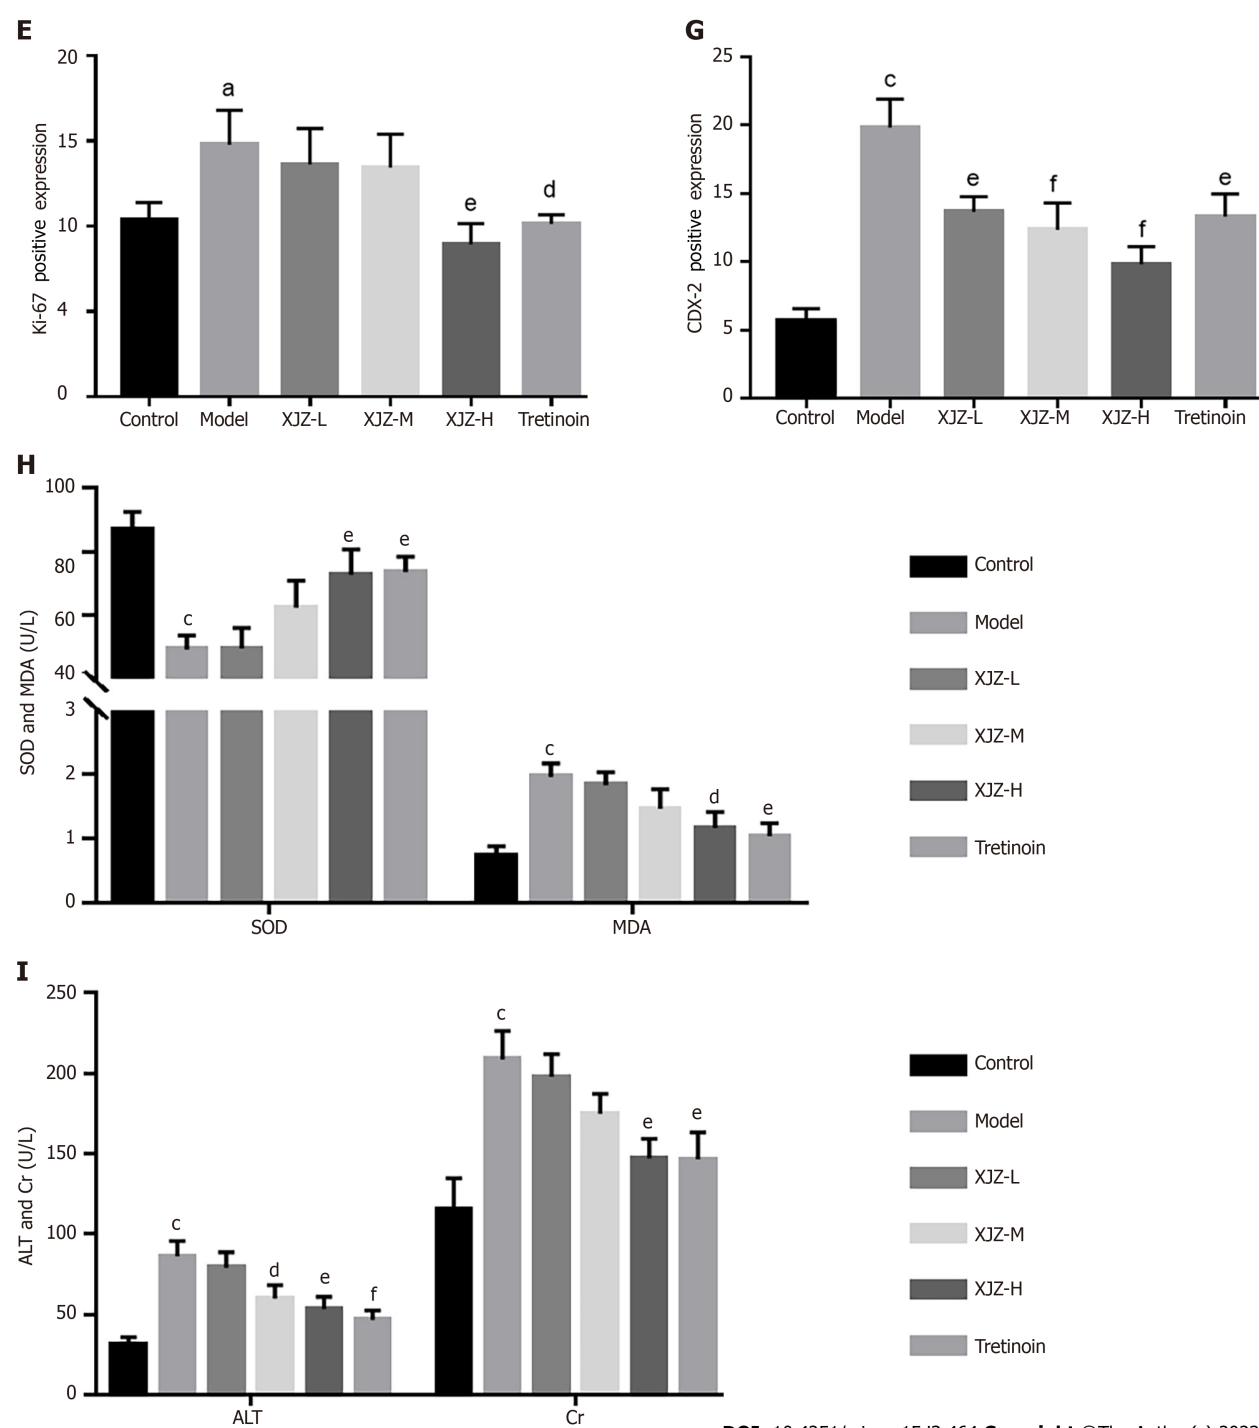 E
20
15
10
4
0
Ki-67 positive expression
a
e
d
Control Model XJZ-L XJZ-M XJZ-H Tretinoin
G
25
20
15
10
5
0
CDX-2 positive expression
c
e
f
f
e
Control Model XJZ-L XJZ-M XJZ-H Tretinoin
H
100
80
60
40
3
2
1
0
SOD and MDA (U/L)
c
e
e
c
d
e
SOD MDA
Control
Model
XJZ-L
XJZ-M
XJZ-H
Tretinoin
I
250
200
150
100
50
0
ALT and Cr (U/L)
c
d
e
f
c
e
e
ALT Cr
Control
Model
XJZ-L
XJZ-M
XJZ-H
Tretinoin